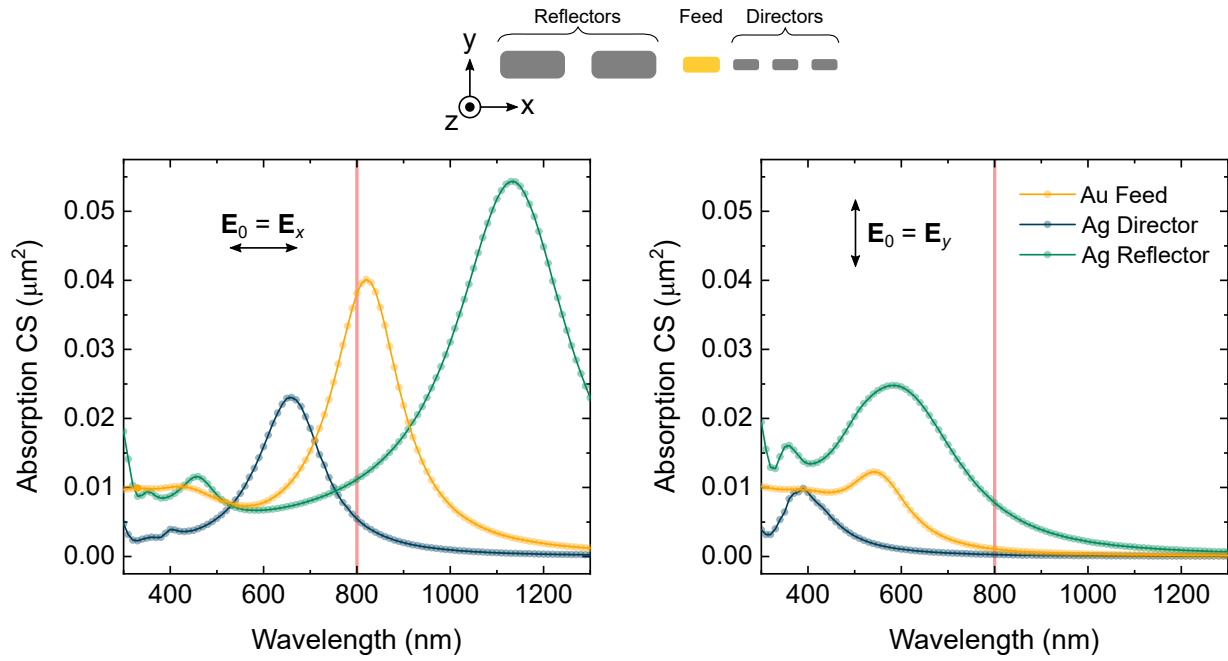 Reflectors Feed Directors
y
z x
E₀ = Eₓ
Absorption CS (μm²)
0.05
0.04
0.03
0.02
0.01
0.00
400 600 800 1000 1200
Wavelength (nm)
E₀ = Eᵧ
Au Feed
Ag Director
Ag Reflector
Absorption CS (μm²)
0.05
0.04
0.03
0.02
0.01
0.00
400 600 800 1000 1200
Wavelength (nm)